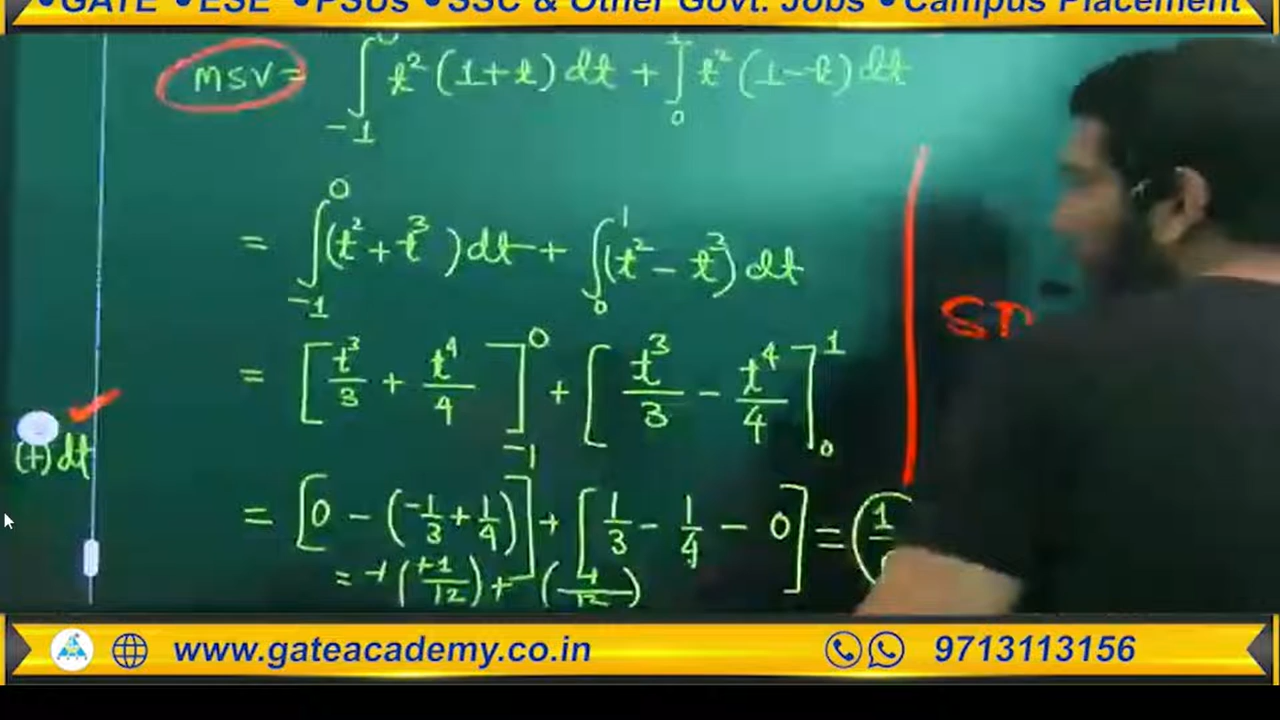 •GATE •ESE •PSUs •SSC & Other Govt. Jobs •Campus Placement
MSV = ∫₋₁⁰ t²(1+t) dt + ∫₀¹ t²(1-t) dt
= ∫₋₁⁰ (t²+t³) dt + ∫₀¹ (t²-t³) dt
= [t³/3 + t⁴/4]₋₁⁰ + [t³/3 - t⁴/4]₀¹
(t) dt
= [0 - (-1/3 + 1/4)] + [1/3 - 1/4 - 0] =
www.gateacademy.co.in
9713113156